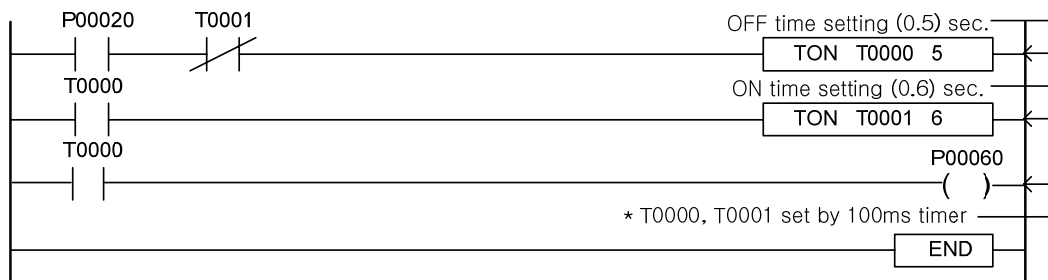 P00020 T0001
OFF time setting (0.5) sec.
TON T0000 5
T0000
ON time setting (0.6) sec.
TON T0001 6
T0000
P00060
* T0000, T0001 set by 100ms timer
END